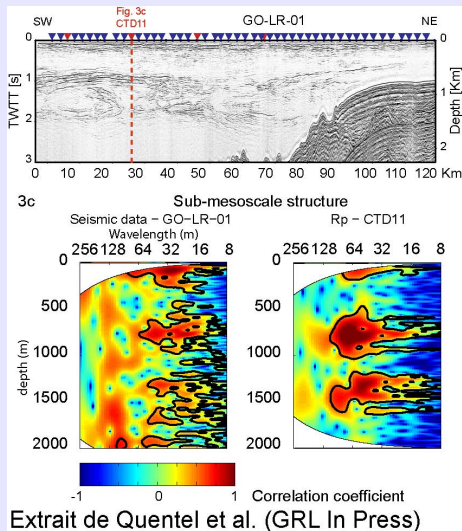 Fig. 3c
SW CTD11 GO-LR-01 NE
0 0
1 1
2 2
3
TWTT [s]
Depth [Km]
0 10 20 30 40 50 60 70 80 90 100 110 120 Km
3c Sub-mesoscale structure
Seismic data - GO-LR-01 Rp - CTD11
Wavelength (m)
256 128 64 32 16 8 256 128 64 32 16 8
0 0
500 500
1000 1000
1500 1500
2000 2000
depth (m)
-1 0 1 Correlation coefficient
Extrait de Quentel et al. (GRL In Press)